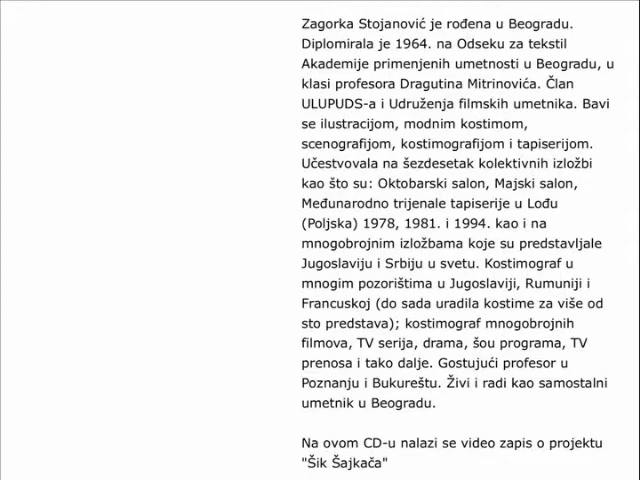 Zagorka Stojanović je rođena u Beogradu.
Diplomirala je 1964. na Odseku za tekstil
Akademije primenjenih umetnosti u Beogradu, u
klasi profesora Dragutina Mitrinovića. Član
ULUPUDS-a i Udruženja filmskih umetnika. Bavi
se ilustracijom, modnim kostimom,
scenografijom, kostimografijom i tapiserijom.
Učestvovala na šezdesetak kolektivnih izložbi
kao što su: Oktobarski salon, Majski salon,
Međunarodno trijenale tapiserije u Lođu
(Poljska) 1978, 1981. i 1994. kao i na
mnogobrojnim izložbama koje su predstavljale
Jugoslaviju i Srbiju u svetu. Kostimograf u
mnogim pozorištima u Jugoslaviji, Rumuniji i
Francuskoj (do sada uradila kostime za više od
sto predstava); kostimograf mnogobrojnih
filmova, TV serija, drama, šou programa, TV
prenosa i tako dalje. Gostujući profesor u
Poznanju i Bukureštu. Živi i radi kao samostalni
umetnik u Beogradu.
Na ovom CD-u nalazi se video zapis o projektu
"Šik Šajkača"